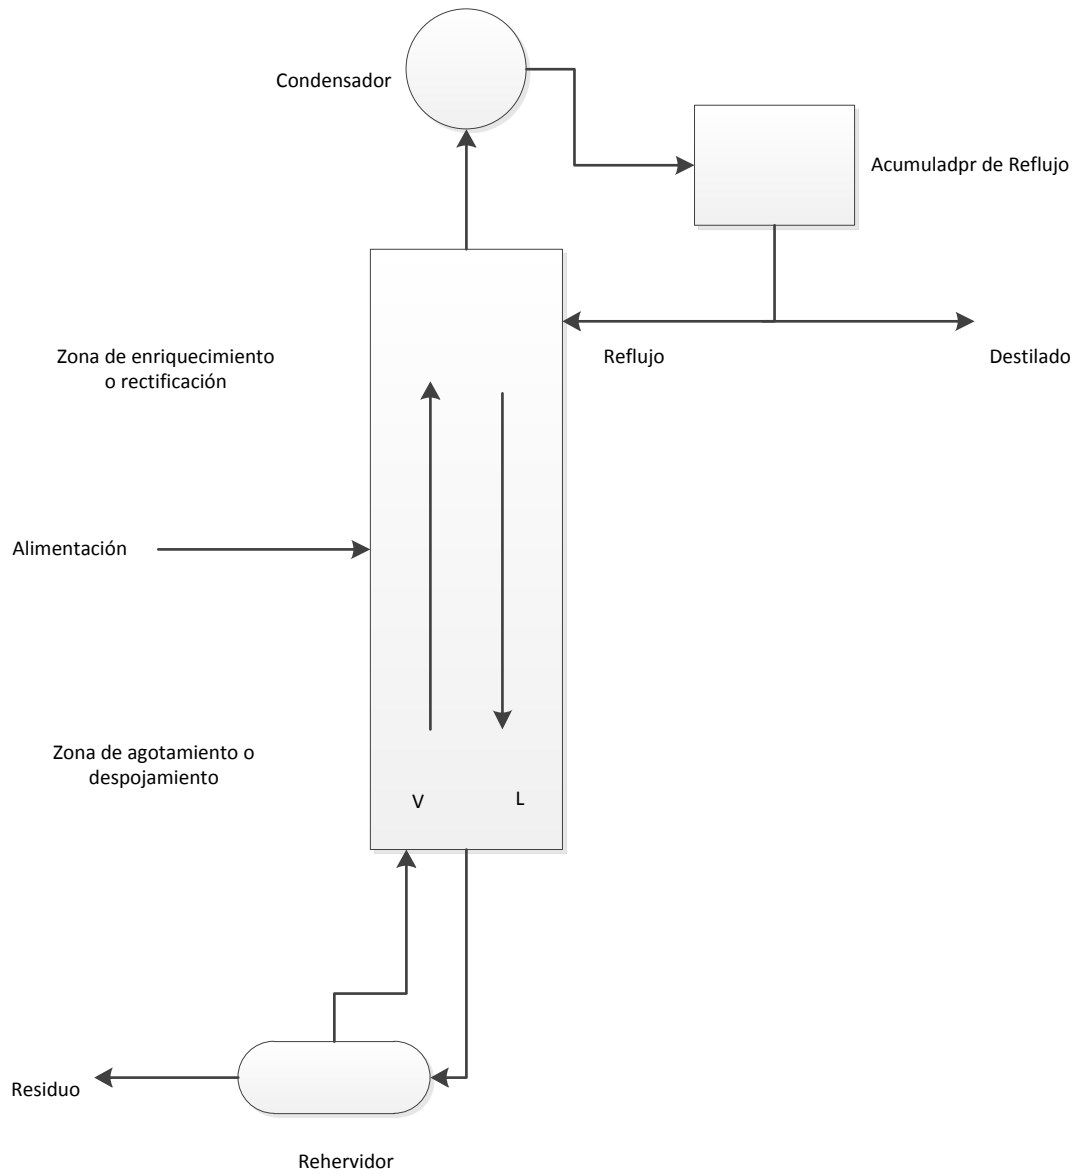 Condensador
Acumuladpr de Reflujo
Zona de enriquecimiento
o rectificación
Reflujo
Destilado
Alimentación
Zona de agotamiento o
despojamiento
V
L
Residuo
Rehervidor